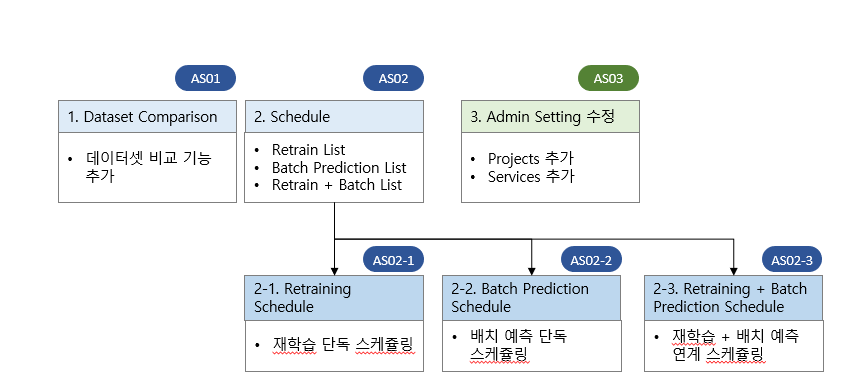 AS01
1. Dataset Comparison
• 데이터셋 비교 기능
추가
AS02
2. Schedule
• Retrain List
• Batch Prediction List
• Retrain + Batch List
AS03
3. Admin Setting 수정
• Projects 추가
• Services 추가
AS02-1
2-1. Retraining
Schedule
• 재학습 단독 스케쥴링
AS02-2
2-2. Batch Prediction
Schedule
• 배치 예측 단독
스케쥴링
AS02-3
2-3. Retraining + Batch
Prediction Schedule
• 재학습 + 배치 예측
연계 스케쥴링